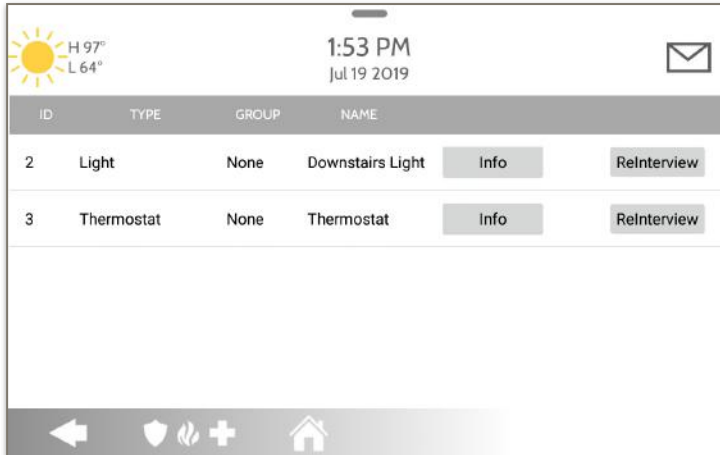 H 97°
L 64°
1:53 PM
Jul 19 2019
ID TYPE GROUP NAME
2 Light None Downstairs Light Info ReInterview
3 Thermostat None Thermostat Info ReInterview